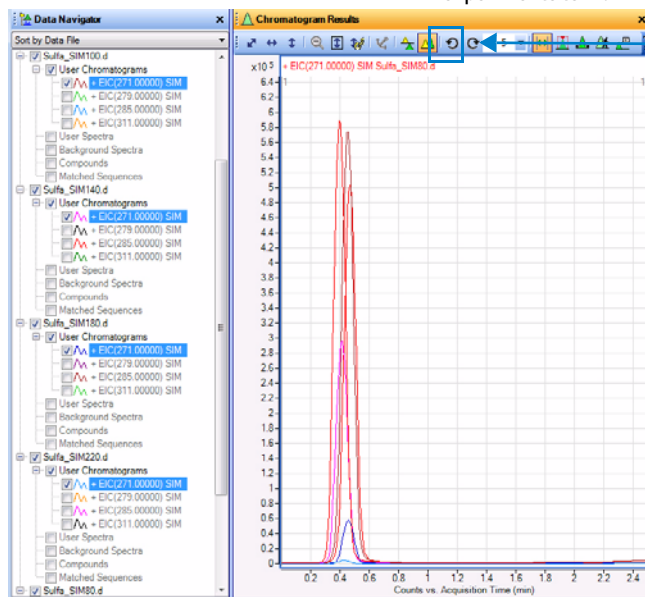 Data Navigator
Sort by Data File
Sulfa_SIM100.d
User Chromatograms
+ EIC(271.00000) SIM
+ EIC(279.00000) SIM
+ EIC(285.00000) SIM
+ EIC(311.00000) SIM
User Spectra
Background Spectra
Compounds
Matched Sequences
Sulfa_SIM140.d
User Chromatograms
+ EIC(271.00000) SIM
+ EIC(279.00000) SIM
+ EIC(285.00000) SIM
+ EIC(311.00000) SIM
User Spectra
Background Spectra
Compounds
Matched Sequences
Sulfa_SIM180.d
User Chromatograms
+ EIC(271.00000) SIM
+ EIC(279.00000) SIM
+ EIC(285.00000) SIM
+ EIC(311.00000) SIM
User Spectra
Background Spectra
Compounds
Matched Sequences
Sulfa_SIM220.d
User Chromatograms
+ EIC(271.00000) SIM
+ EIC(279.00000) SIM
+ EIC(285.00000) SIM
+ EIC(311.00000) SIM
User Spectra
Background Spectra
Compounds
Matched Sequences
Sulfa_SIM80.d
Chromatogram Results
5
x10 5
+ EIC(271.00000) SIM Sulfa_SIM80.d
1 1
6.4
6.2
6
5.8
5.6
5.4
5.2
5
4.8
4.6
4.4
4.2
4
3.8
3.6
3.4
3.2
3
2.8
2.6
2.4
2.2
2
1.8
1.6
1.4
1.2
1
0.8
0.6
0.4
0.2
0
0.2 0.4 0.6 0.8 1 1.2 1.4 1.6 1.8 2 2.2 2.4
Counts vs. Acquisition Time (min)